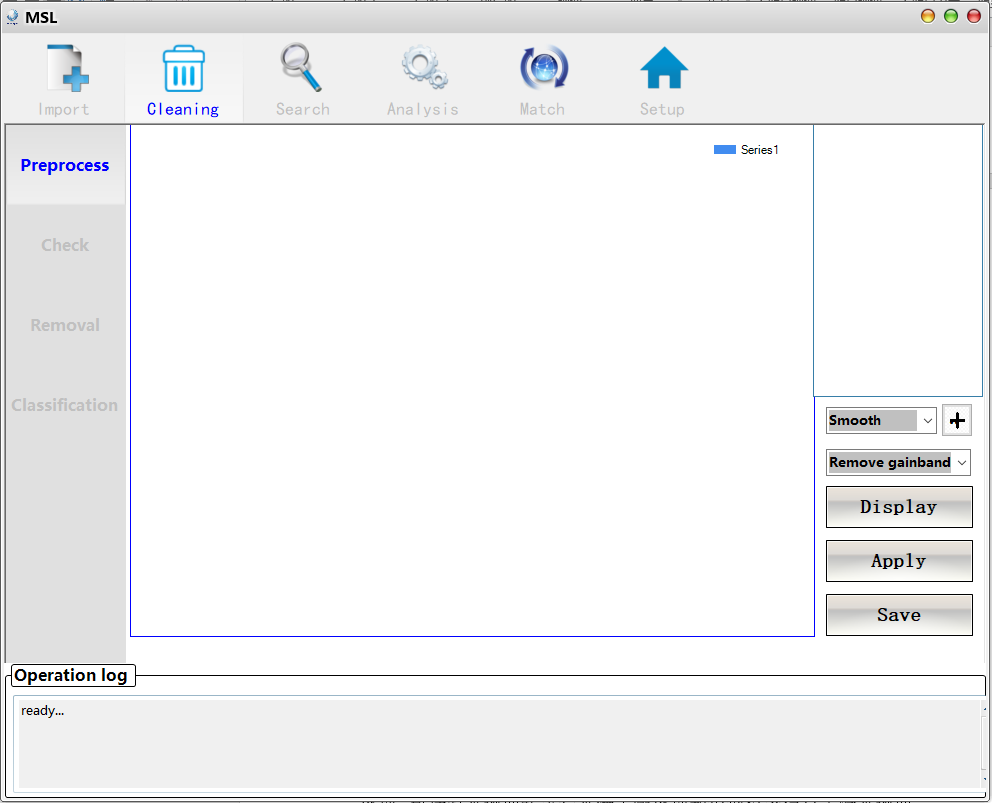 MSL
Import
Cleaning
Search
Analysis
Match
Setup
Preprocess
Check
Removal
Classification
Series1
Smooth
Remove gainband
Display
Apply
Save
Operation log
ready...